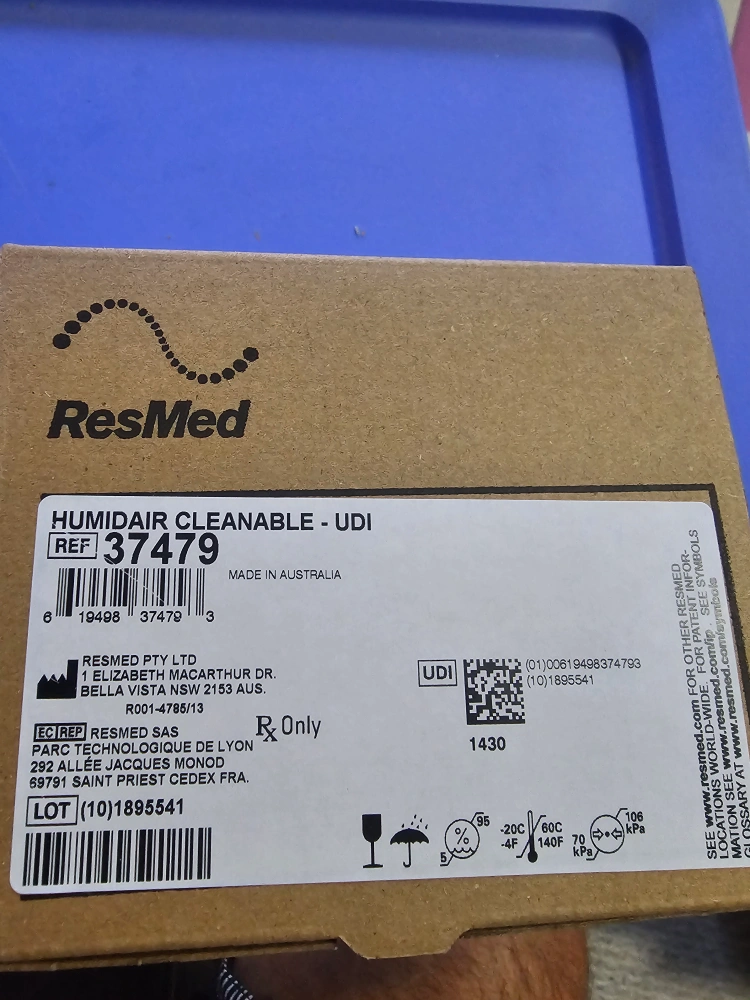 ResMed
HUMIDAIR CLEANABLE - UDI
REF 37479
MADE IN AUSTRALIA
6 19498 37479 3
RESMED PTY LTD
1 ELIZABETH MACARTHUR DR.
BELLA VISTA NSW 2153 AUS.
R001-4785/13
UDI
(01)00619498374793
(10)1895541
1430
EC REP RESMED SAS
PARC TECHNOLOGIQUE DE LYON
292 ALLÉE JACQUES MONOD
69791 SAINT PRIEST CEDEX FRA.
Rx Only
LOT (10)1895541
% 95
5
-20C
-4F
60C
140F
106
kPa
70
kPa
SEE www.resmed.com FOR OTHER RESMED
LOCATIONS WORLD-WIDE. FOR PATENT INFOR-
MATION SEE www.resmed.com/ip. SEE SYMBOLS
GLOSSARY AT www.resmed.com/symbols